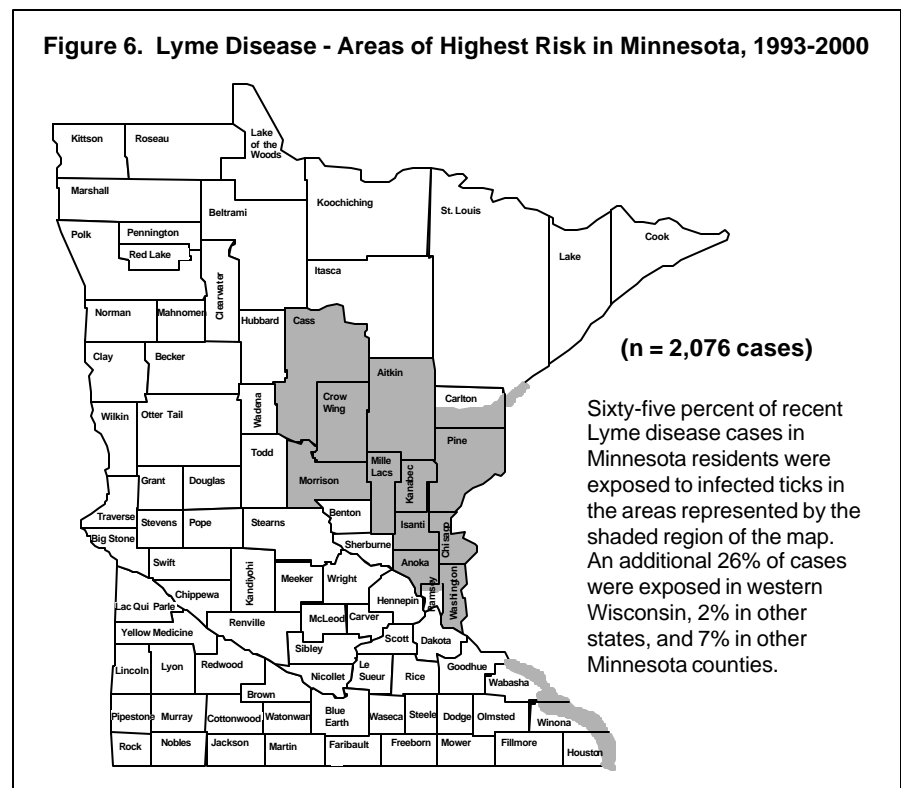 Figure 6. Lyme Disease - Areas of Highest Risk in Minnesota, 1993-2000
Kittson
Roseau
Lake
of the
Woods
Marshall
Beltrami
Koochiching
St. Louis
Cook
Polk
Pennington
Red Lake
Lake
Clearwater
Itasca
Norman
Mahnomen
Hubbard
Cass
(n = 2,076 cases)
Clay
Becker
Aitkin
Wadena
Crow
Wing
Carlton
Wilkin
Otter Tail
Todd
Pine
Mille
Lacs
Kanabec
Morrison
Grant
Douglas
Benton
Traverse
Stevens
Pope
Stearns
Isanti
Chisago
Big Stone
Sherburne
Swift
Kandiyohi
Meeker
Wright
Anoka
Ramsey
Washington
Chippewa
Hennepin
Lac Qui Parle
Renville
McLeod
Carver
Yellow Medicine
Scott
Dakota
Sibley
Lincoln
Lyon
Redwood
Nicollet
Le
Sueur
Rice
Goodhue
Wabasha
Brown
Pipestone
Murray
Cottonwood
Watonwan
Blue
Earth
Waseca
Steele
Dodge
Olmsted
Winona
Rock
Nobles
Jackson
Martin
Faribault
Freeborn
Mower
Fillmore
Houston
Sixty-five percent of recent
Lyme disease cases in
Minnesota residents were
exposed to infected ticks in
the areas represented by the
shaded region of the map.
An additional 26% of cases
were exposed in western
Wisconsin, 2% in other
states, and 7% in other
Minnesota counties.